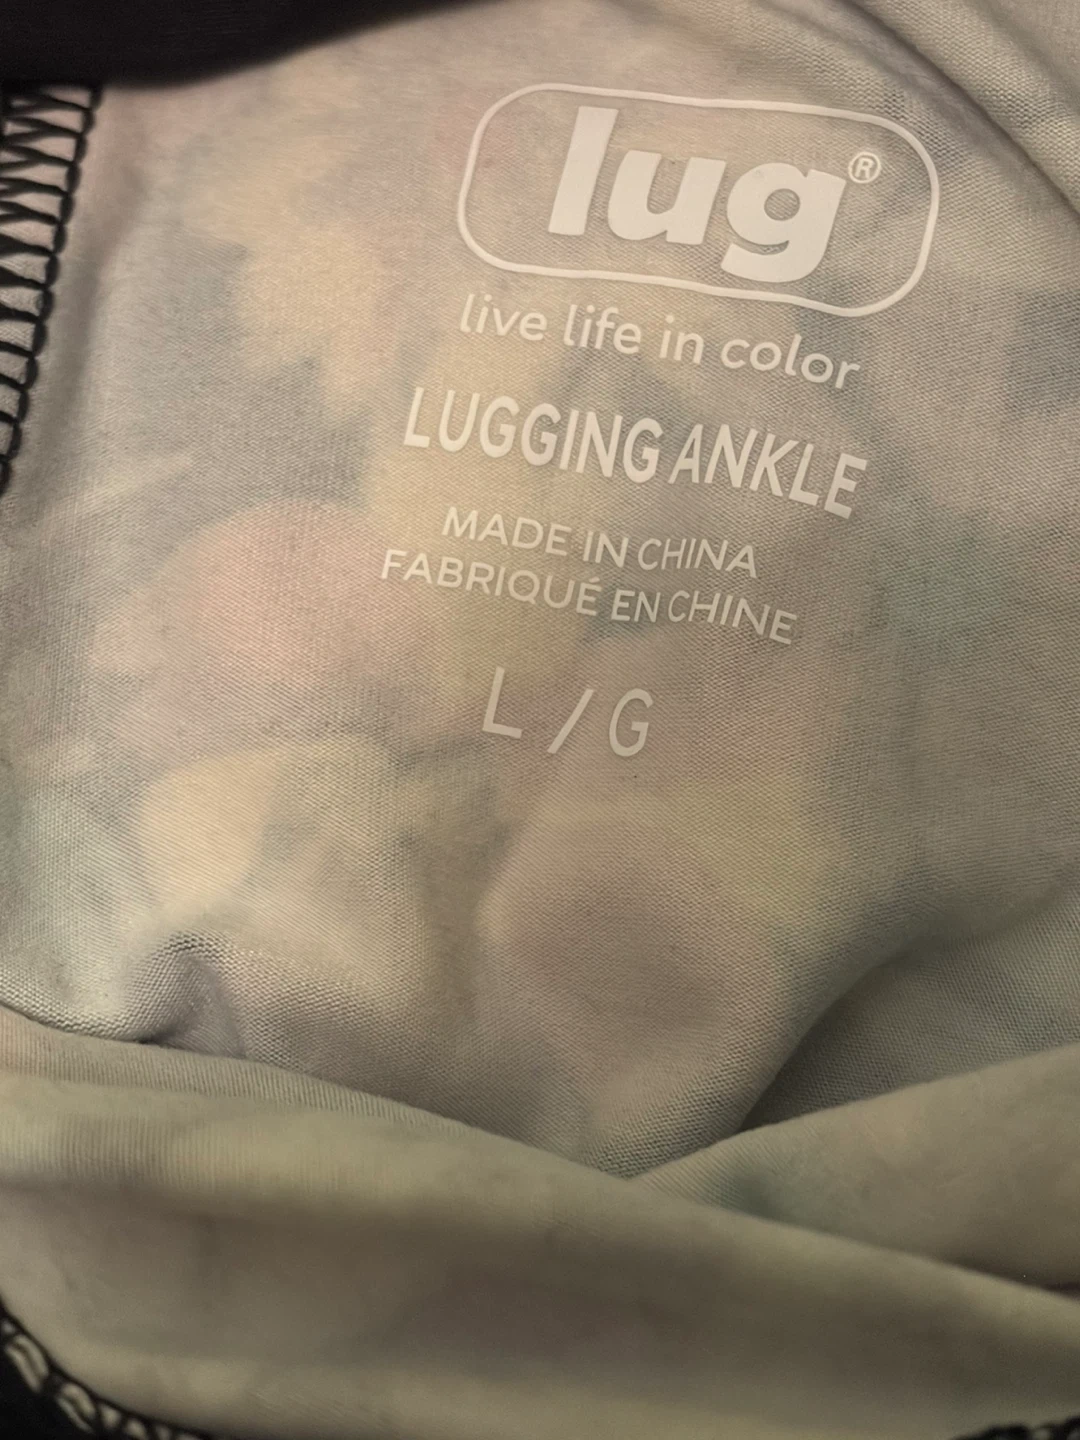 lug®
live life in color
LUGGING ANKLE
MADE IN CHINA
FABRIQUÉ EN CHINE
L / G